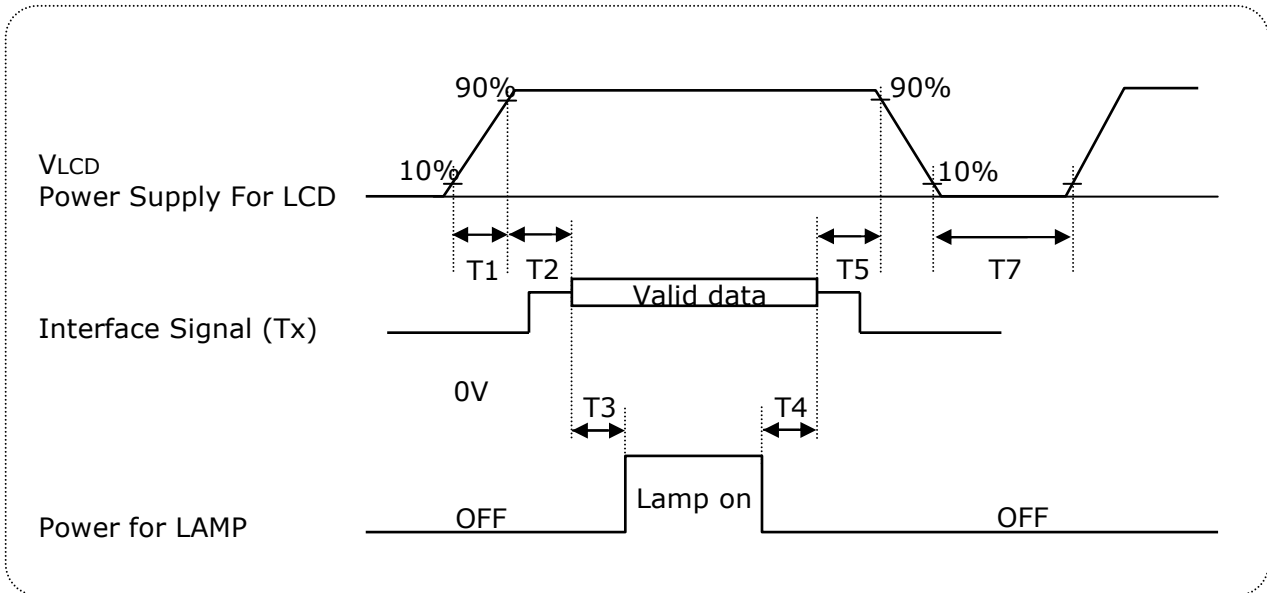 90%
90%
VLCD
10%
10%
Power Supply For LCD
T1
T2
T5
T7
Valid data
Interface Signal (Tx)
0V
T3
T4
Lamp on
Power for LAMP
OFF
OFF